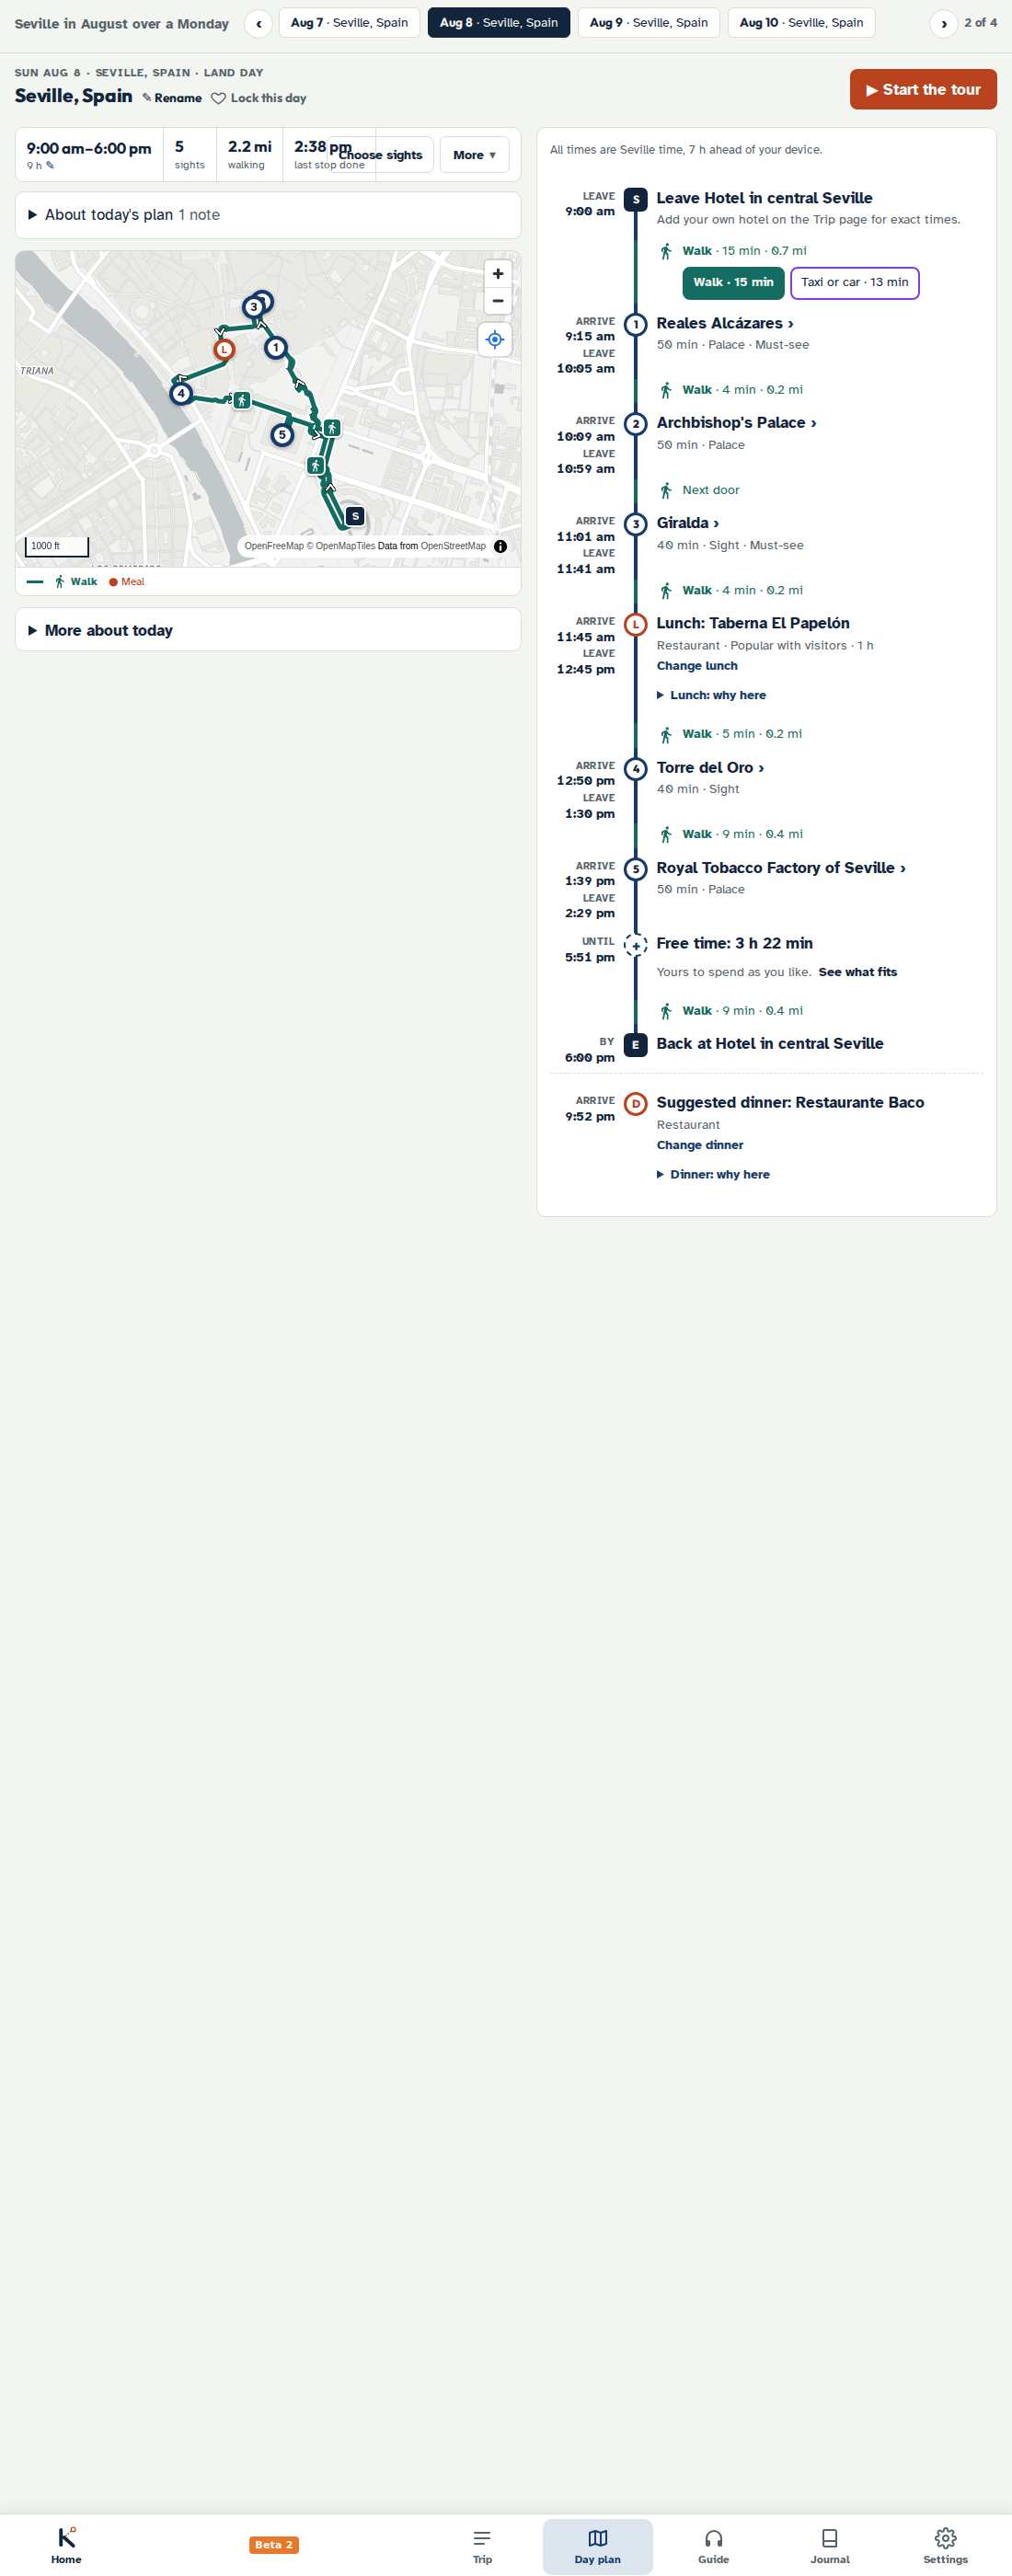 Seville in August over a Monday
‹
Aug 7 · Seville, Spain
Aug 8 · Seville, Spain
Aug 9 · Seville, Spain
Aug 10 · Seville, Spain
›
2 of 4
SUN AUG 8 · SEVILLE, SPAIN · LAND DAY
Seville, Spain ✎ Rename Lock this day
▶ Start the tour
9:00 am–6:00 pm
9 h ✎
5
sights
2.2 mi
walking
2:38 pm
last stop done
Choose sights
More ▾
▶ About today's plan 1 note
TRIANA
3
1
L
4
5
S
+
−
1000 ft
OpenFreeMap © OpenMapTiles Data from OpenStreetMap
Walk
Meal
▶ More about today
All times are Seville time, 7 h ahead of your device.
LEAVE
9:00 am
S
Leave Hotel in central Seville
Add your own hotel on the Trip page for exact times.
Walk · 15 min · 0.7 mi
Walk · 15 min
Taxi or car · 13 min
ARRIVE
9:15 am
LEAVE
10:05 am
1
Reales Alcázares ›
50 min · Palace · Must-see
Walk · 4 min · 0.2 mi
ARRIVE
10:09 am
LEAVE
10:59 am
2
Archbishop's Palace ›
50 min · Palace
Next door
ARRIVE
11:01 am
LEAVE
11:41 am
3
Giralda ›
40 min · Sight · Must-see
Walk · 4 min · 0.2 mi
ARRIVE
11:45 am
LEAVE
12:45 pm
L
Lunch: Taberna El Papelón
Restaurant · Popular with visitors · 1 h
Change lunch
▶ Lunch: why here
Walk · 5 min · 0.2 mi
ARRIVE
12:50 pm
LEAVE
1:30 pm
4
Torre del Oro ›
40 min · Sight
Walk · 9 min · 0.4 mi
ARRIVE
1:39 pm
LEAVE
2:29 pm
5
Royal Tobacco Factory of Seville ›
50 min · Palace
UNTIL
5:51 pm
+
Free time: 3 h 22 min
Yours to spend as you like. See what fits
Walk · 9 min · 0.4 mi
BY
6:00 pm
E
Back at Hotel in central Seville
ARRIVE
9:52 pm
D
Suggested dinner: Restaurante Baco
Restaurant
Change dinner
▶ Dinner: why here
Home
Beta 2
Trip
Day plan
Guide
Journal
Settings